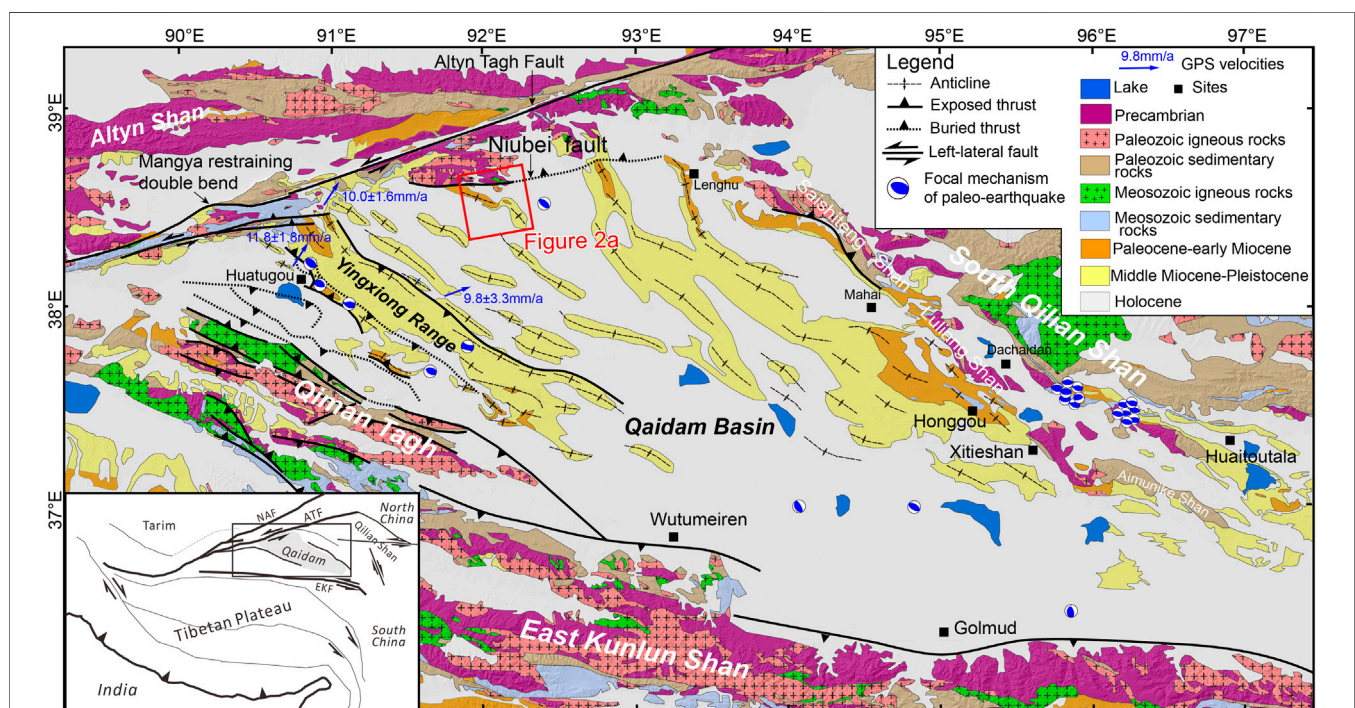 90°E 91°E 92°E 93°E 94°E 95°E 96°E 97°E
39°E
38°E
37°E
Altyn Tagh Fault
Altyn Shan
Mangya restraining
double bend
Niubei fault
10.0±1.6mm/a
11.8±1.8mm/a
9.8±3.3mm/a
Figure 2a
Lenghu
Huatugou
Yingxiong Range
Saishiteng Shan
South Qilian Shan
Mahai
Lüliang Shan
Dachaidan
Qiman Tagh
Qaidam Basin
Honggou
Xitieshan
Huaitoutala
Aimunike Shan
Wutumeiren
Golmud
East Kunlun Shan
Legend
Anticline
Exposed thrust
Buried thrust
Left-lateral fault
Focal mechanism
of paleo-earthquake
9.8mm/a
GPS velocities
Lake
Sites
Precambrian
Paleozoic igneous rocks
Paleozoic sedimentary
rocks
Meosozoic igneous rocks
Meosozoic sedimentary
rocks
Paleocene-early Miocene
Middle Miocene-Pleistocene
Holocene
Tarim
NAF
ATF
North
China
Qilian Shan
Qaidam
EKF
Tibetan Plateau
South
China
India